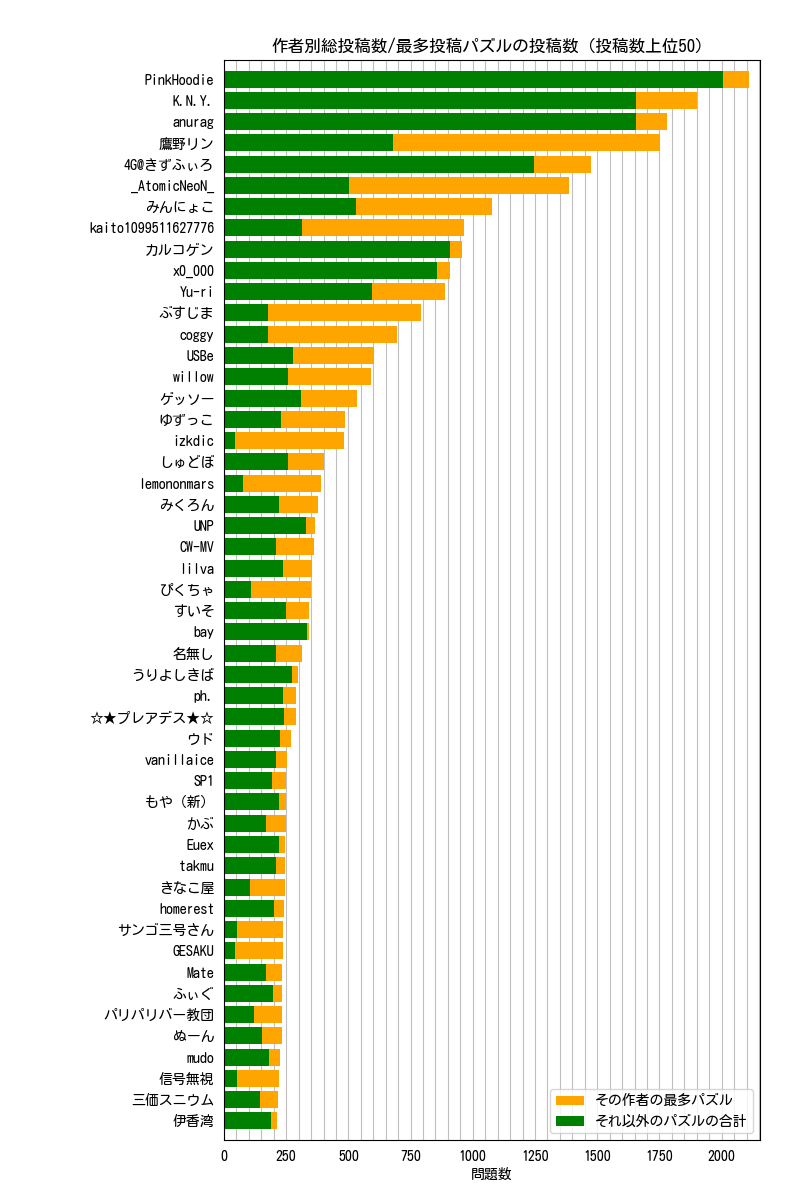 作者別総投稿数/最多投稿パズルの投稿数 (投稿数上位50)
PinkHoodie
K.N.Y.
anurag
鷹野リン
4G@きずふぃろ
_AtomicNeoN_
みんにょこ
kaito1099511627776
カルコゲン
x0_000
Yu-ri
ぶすじま
coggy
USBe
willow
ゲッソー
ゆずっこ
izkdic
しゅどぼ
lemononmars
みくろん
UNP
CW-MV
lilva
ぴくちゃ
すいそ
bay
名無し
うりよしきば
ph.
☆★プレアデス★☆
ウド
vanillaice
SP1
もや（新）
かぶ
Euex
takmu
きなこ屋
homerest
サンゴ三号さん
GESAKU
Mate
ふぃぐ
パリパリバー教団
ぬーん
mudo
信号無視
三価スニウム
伊香湾
その作者の最多パズル
それ以外のパズルの合計
0 250 500 750 1000 1250 1500 1750 2000
問題数